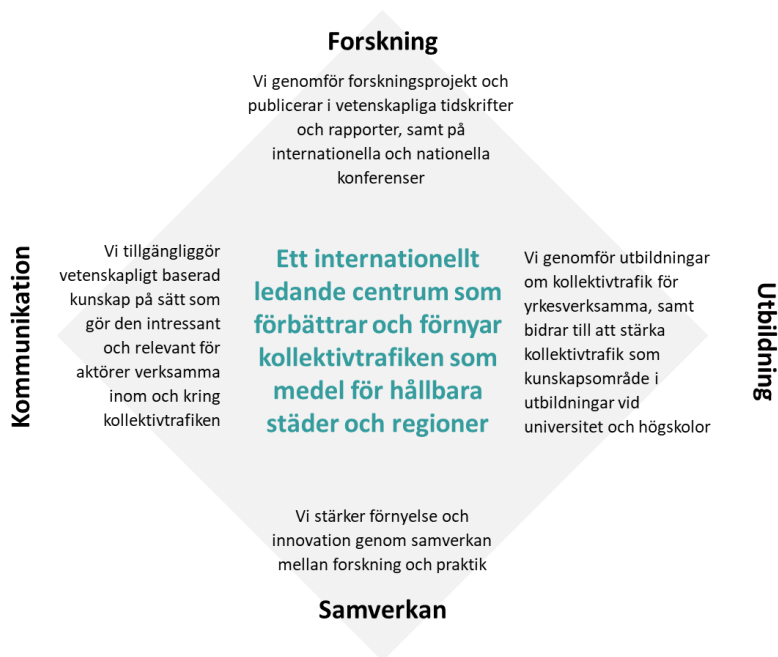 Forskning
Vi genomför forskningsprojekt och
publicerar i vetenskapliga tidskrifter
och rapporter, samt på
internationella och nationella
konferenser
Kommunikation
Vi tillgängliggör
vetenskapligt baserad
kunskap på sätt som
gör den intressant
och relevant för
aktörer verksamma
inom och kring
kollektivtrafiken
Ett internationellt
ledande centrum som
förbättrar och förnyar
kollektivtrafiken som
medel för hållbara
städer och regioner
Vi genomför utbildningar
om kollektivtrafik för
yrkesverksamma, samt
bidrar till att stärka
kollektivtrafik som
kunskapsområde i
utbildningar vid
universitet och högskolor
Utbildning
Vi stärker förnyelse och
innovation genom samverkan
mellan forskning och praktik
Samverkan